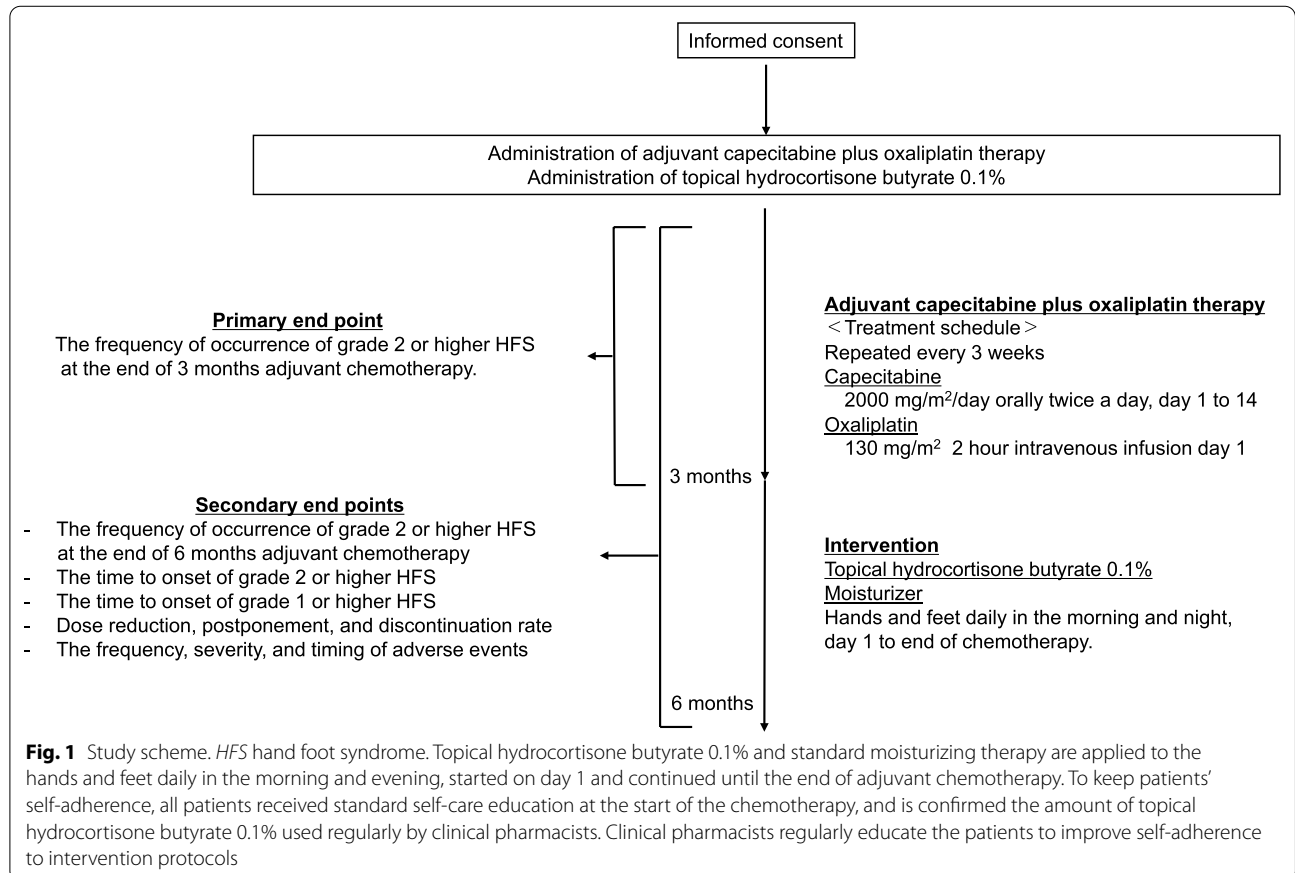 Informed consent
Administration of adjuvant capecitabine plus oxaliplatin therapy
Administration of topical hydrocortisone butyrate 0.1%
Primary end point
The frequency of occurrence of grade 2 or higher HFS
at the end of 3 months adjuvant chemotherapy.
Secondary end points
- The frequency of occurrence of grade 2 or higher HFS
at the end of 6 months adjuvant chemotherapy
- The time to onset of grade 2 or higher HFS
- The time to onset of grade 1 or higher HFS
- Dose reduction, postponement, and discontinuation rate
- The frequency, severity, and timing of adverse events
3 months
6 months
Adjuvant capecitabine plus oxaliplatin therapy
＜Treatment schedule＞
Repeated every 3 weeks
Capecitabine
2000 mg/m²/day orally twice a day, day 1 to 14
Oxaliplatin
130 mg/m² 2 hour intravenous infusion day 1
Intervention
Topical hydrocortisone butyrate 0.1%
Moisturizer
Hands and feet daily in the morning and night,
day 1 to end of chemotherapy.
Fig. 1 Study scheme. HFS hand foot syndrome. Topical hydrocortisone butyrate 0.1% and standard moisturizing therapy are applied to the
hands and feet daily in the morning and evening, started on day 1 and continued until the end of adjuvant chemotherapy. To keep patients’
self-adherence, all patients received standard self-care education at the start of the chemotherapy, and is confirmed the amount of topical
hydrocortisone butyrate 0.1% used regularly by clinical pharmacists. Clinical pharmacists regularly educate the patients to improve self-adherence
to intervention protocols